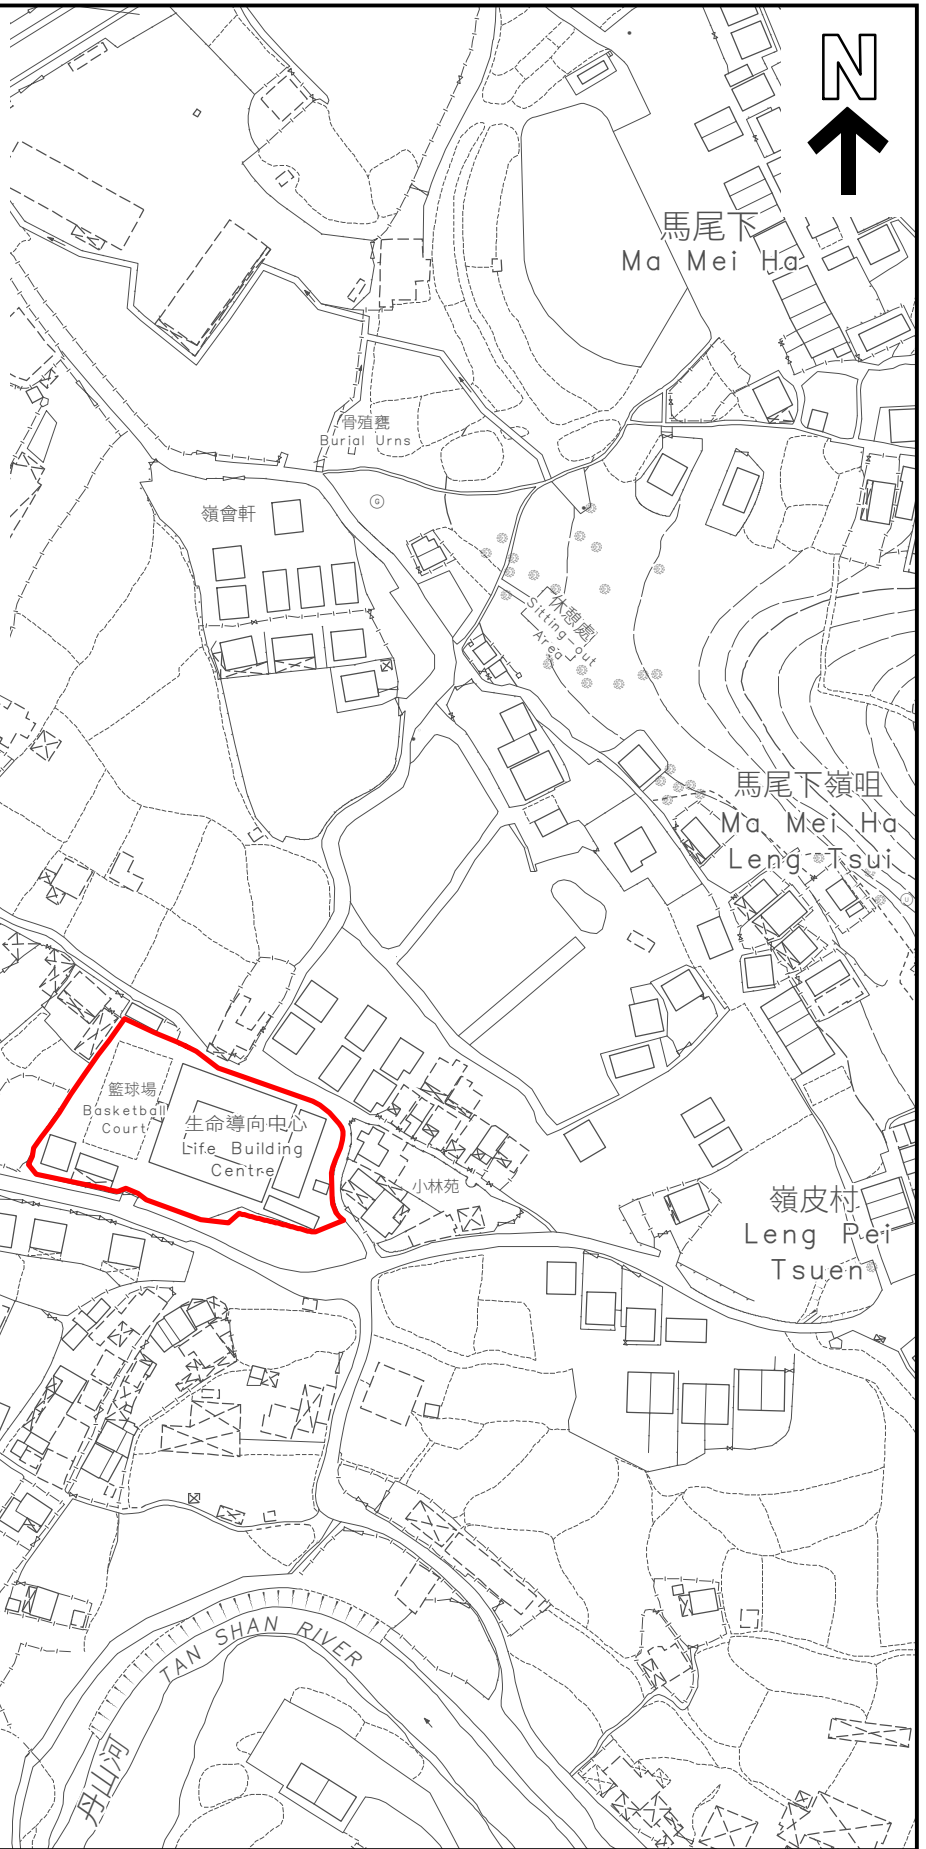 N
馬尾下
Ma Mei Ha
骨殖甕
Burial Urns
嶺會軒
G
休憩處
Sitting-out
Area
馬尾下嶺咀
Ma Mei Ha
Leng Tsui
U
籃球場
Basketball
Court
生命導向中心
Life Building
Centre
小林苑
嶺皮村
Leng Pei
Tsuen
TAN SHAN RIVER
丹山河